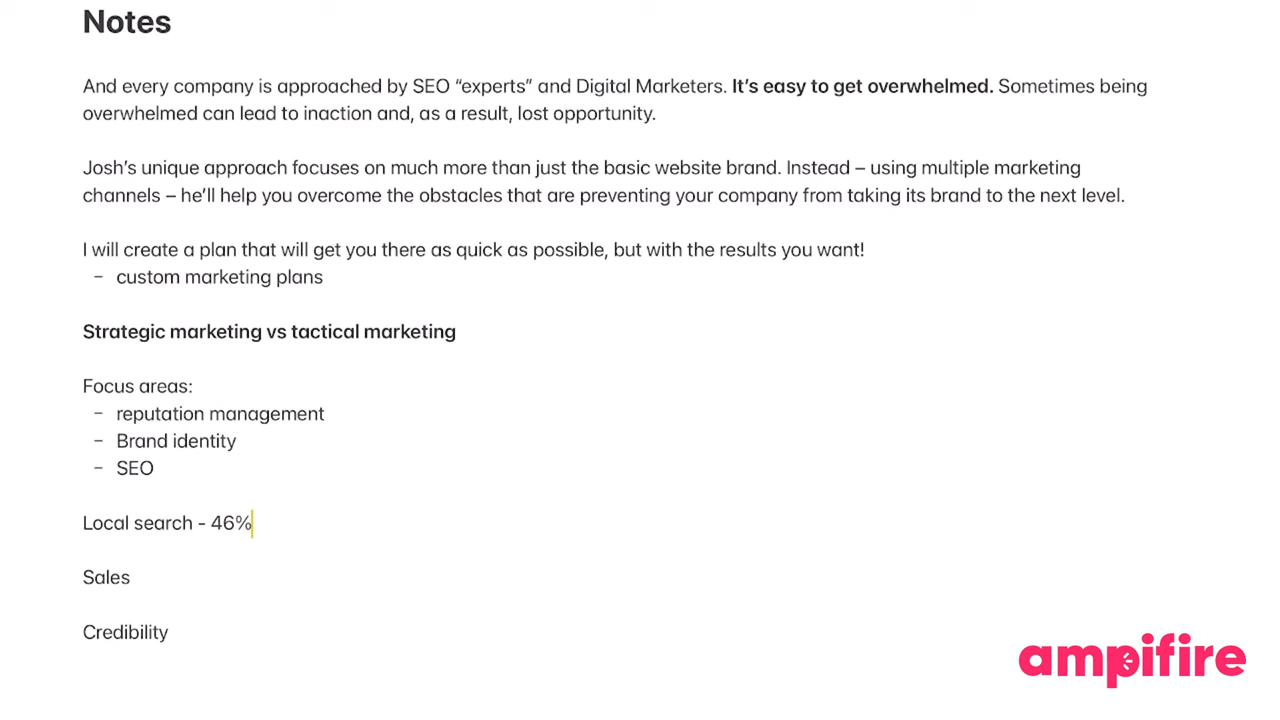 Notes
And every company is approached by SEO “experts” and Digital Marketers. It’s easy to get overwhelmed. Sometimes being
overwhelmed can lead to inaction and, as a result, lost opportunity.
Josh’s unique approach focuses on much more than just the basic website brand. Instead – using multiple marketing
channels – he’ll help you overcome the obstacles that are preventing your company from taking its brand to the next level.
I will create a plan that will get you there as quick as possible, but with the results you want!
– custom marketing plans
Strategic marketing vs tactical marketing
Focus areas:
– reputation management
– Brand identity
– SEO
Local search - 46%
Sales
Credibility
ampifire